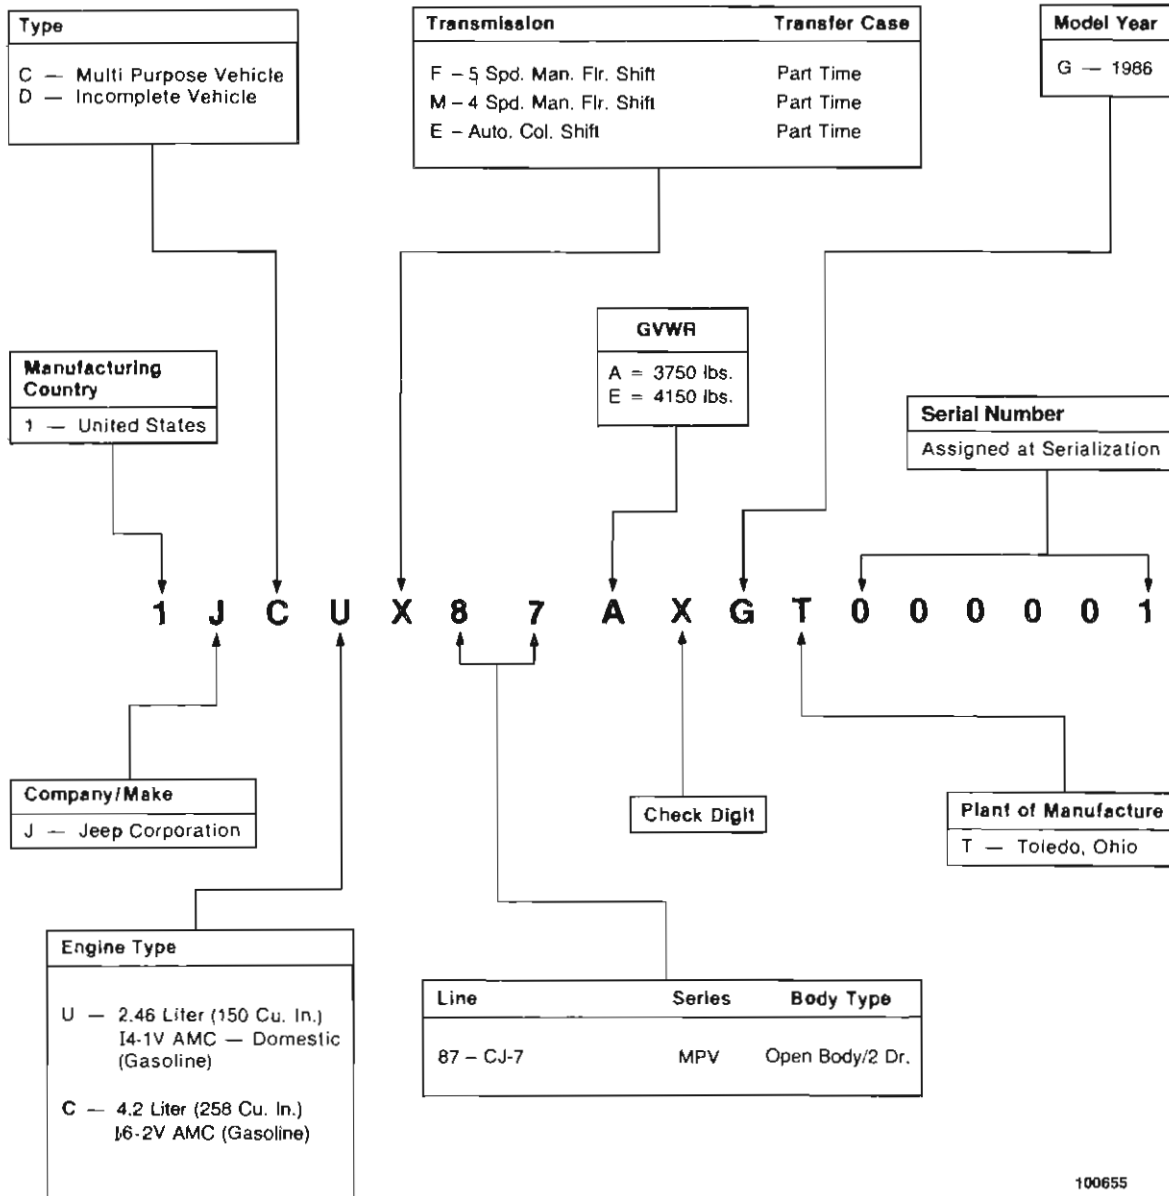 Type
C — Multi Purpose Vehicle
D — Incomplete Vehicle
Transmission Transfer Case
F – 5 Spd. Man. Flr. Shift Part Time
M – 4 Spd. Man. Flr. Shift Part Time
E – Auto. Col. Shift Part Time
Model Year
G — 1986
GVWR
A = 3750 lbs.
E = 4150 lbs.
Manufacturing
Country
1 — United States
Serial Number
Assigned at Serialization
1 J C U X 8 7 A X G T 0 0 0 0 0 1
Company/Make
J — Jeep Corporation
Check Digit
Plant of Manufacture
T — Toledo, Ohio
Engine Type
U — 2.46 Liter (150 Cu. In.)
I4-1V AMC — Domestic
(Gasoline)
C — 4.2 Liter (258 Cu. In.)
I6-2V AMC (Gasoline)
Line Series Body Type
87 – CJ-7 MPV Open Body/2 Dr.
100655